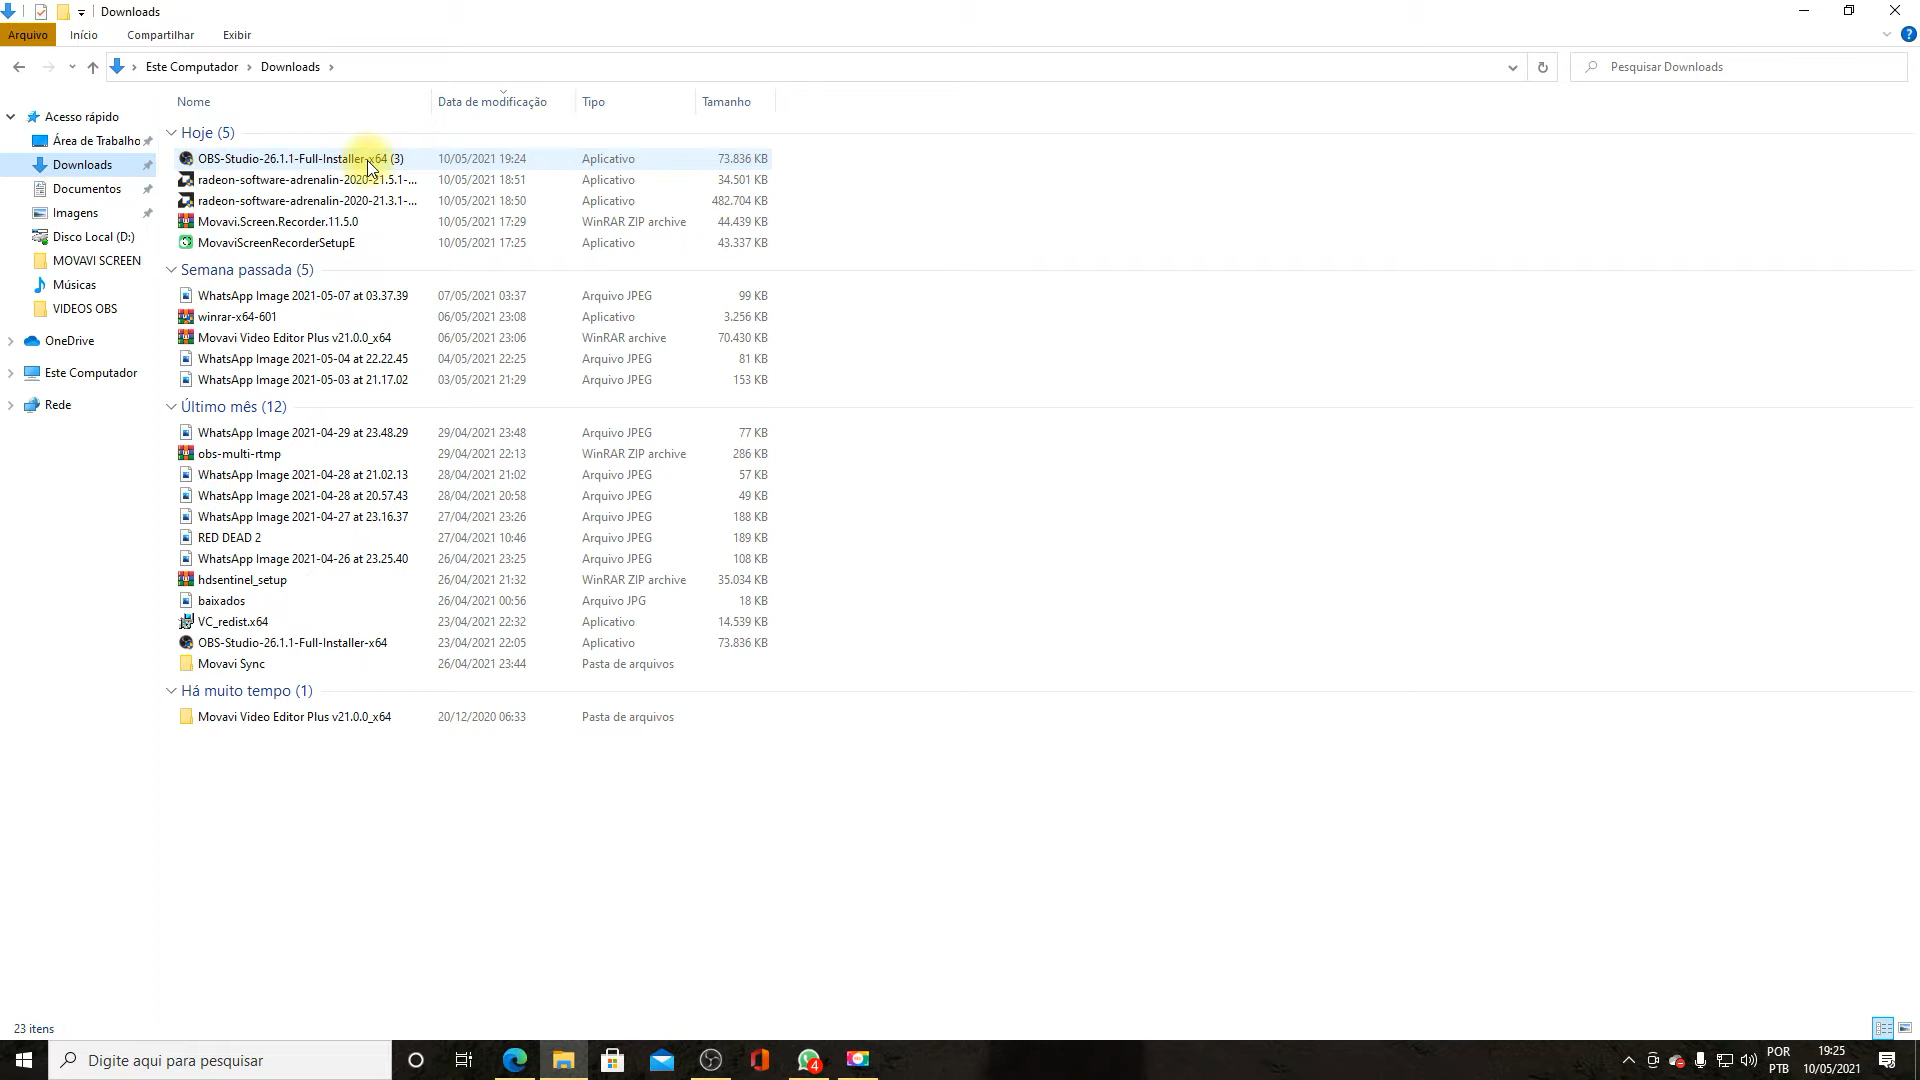 Downloads
Arquivo Início Compartilhar Exibir
Este Computador Downloads
Pesquisar Downloads
Nome Data de modificação Tipo Tamanho
Acesso rápido
Área de Trabalho
Downloads
Documentos
Imagens
Disco Local (D:)
MOVAVI SCREEN
Músicas
VIDEOS OBS
OneDrive
Este Computador
Rede
Hoje (5)
OBS-Studio-26.1.1-Full-Installer-x64 (3) 10/05/2021 19:24 Aplicativo 73.836 KB
radeon-software-adrenalin-2020-21.5.1-... 10/05/2021 18:51 Aplicativo 34.501 KB
radeon-software-adrenalin-2020-21.3.1-... 10/05/2021 18:50 Aplicativo 482.704 KB
Movavi.Screen.Recorder.11.5.0 10/05/2021 17:29 WinRAR ZIP archive 44.439 KB
MovaviScreenRecorderSetupE 10/05/2021 17:25 Aplicativo 43.337 KB
Semana passada (5)
WhatsApp Image 2021-05-07 at 03.37.39 07/05/2021 03:37 Arquivo JPEG 99 KB
winrar-x64-601 06/05/2021 23:08 Aplicativo 3.256 KB
Movavi Video Editor Plus v21.0.0_x64 06/05/2021 23:06 WinRAR archive 70.430 KB
WhatsApp Image 2021-05-04 at 22.22.45 04/05/2021 22:25 Arquivo JPEG 81 KB
WhatsApp Image 2021-05-03 at 21.17.02 03/05/2021 21:29 Arquivo JPEG 153 KB
Último mês (12)
WhatsApp Image 2021-04-29 at 23.48.29 29/04/2021 23:48 Arquivo JPEG 77 KB
obs-multi-rtmp 29/04/2021 22:13 WinRAR ZIP archive 286 KB
WhatsApp Image 2021-04-28 at 21.02.13 28/04/2021 21:02 Arquivo JPEG 57 KB
WhatsApp Image 2021-04-28 at 20.57.43 28/04/2021 20:58 Arquivo JPEG 49 KB
WhatsApp Image 2021-04-27 at 23.16.37 27/04/2021 23:26 Arquivo JPEG 188 KB
RED DEAD 2 27/04/2021 10:46 Arquivo JPEG 189 KB
WhatsApp Image 2021-04-26 at 23.25.40 26/04/2021 23:25 Arquivo JPEG 108 KB
hdsentinel_setup 26/04/2021 21:32 WinRAR ZIP archive 35.034 KB
baixados 26/04/2021 00:56 Arquivo JPG 18 KB
VC_redist.x64 23/04/2021 22:32 Aplicativo 14.539 KB
OBS-Studio-26.1.1-Full-Installer-x64 23/04/2021 22:05 Aplicativo 73.836 KB
Movavi Sync 26/04/2021 23:44 Pasta de arquivos
Há muito tempo (1)
Movavi Video Editor Plus v21.0.0_x64 20/12/2020 06:33 Pasta de arquivos
23 itens
Digite aqui para pesquisar
4
POR
PTB
19:25
10/05/2021